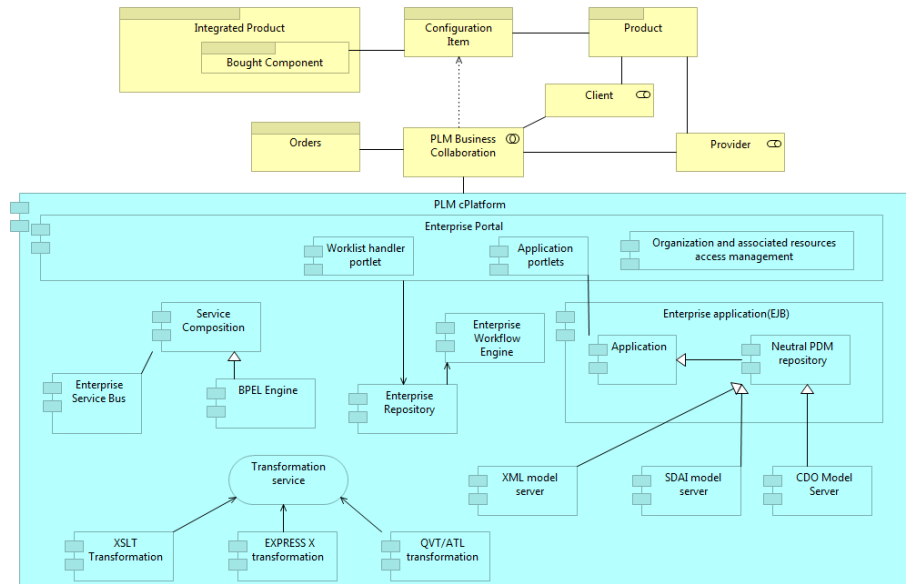 Integrated Product
Bought Component
Configuration
Item
Product
Client
Orders
PLM Business
Collaboration
Provider
PLM cPlatform
Enterprise Portal
Worklist handler
portlet
Application
portlets
Organization and associated resources
access management
Service
Composition
Enterprise
Workflow
Engine
Enterprise application(EJB)
Application
Neutral PDM
repository
Enterprise
Service Bus
BPEL Engine
Enterprise
Repository
Transformation
service
XML model
server
SDAI model
server
CDO Model
Server
XSLT
Transformation
EXPRESS X
transformation
QVT/ATL
transformation